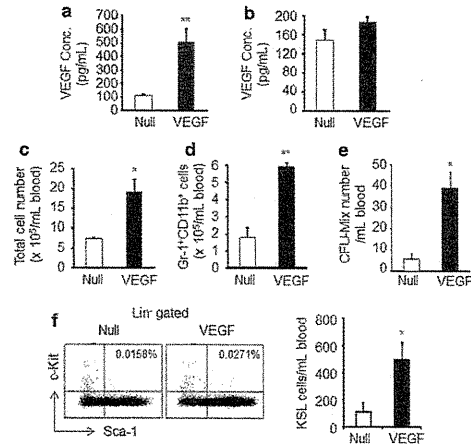 a
b
VEGF Conc.
(pg/mL)
600
500
400
300
200
100
0
Null VEGF
**
VEGF Conc.
(pg/mL)
200
160
120
80
40
0
Null VEGF
c
d
e
Total cell number
(x 10⁵/mL blood)
25
20
15
10
5
0
Null VEGF
*
Gr-1⁺CD11b⁺ cells
(x 10⁵/mL blood)
6
5
4
3
2
1
0
Null VEGF
**
CFU-Mix number
/mL blood
50
40
30
20
10
0
Null VEGF
*
f
Lin⁻ gated
Null VEGF
0.0158%
0.0271%
c-Kit
Sca-1
KSL cells/mL blood
800
600
400
200
0
Null VEGF
*